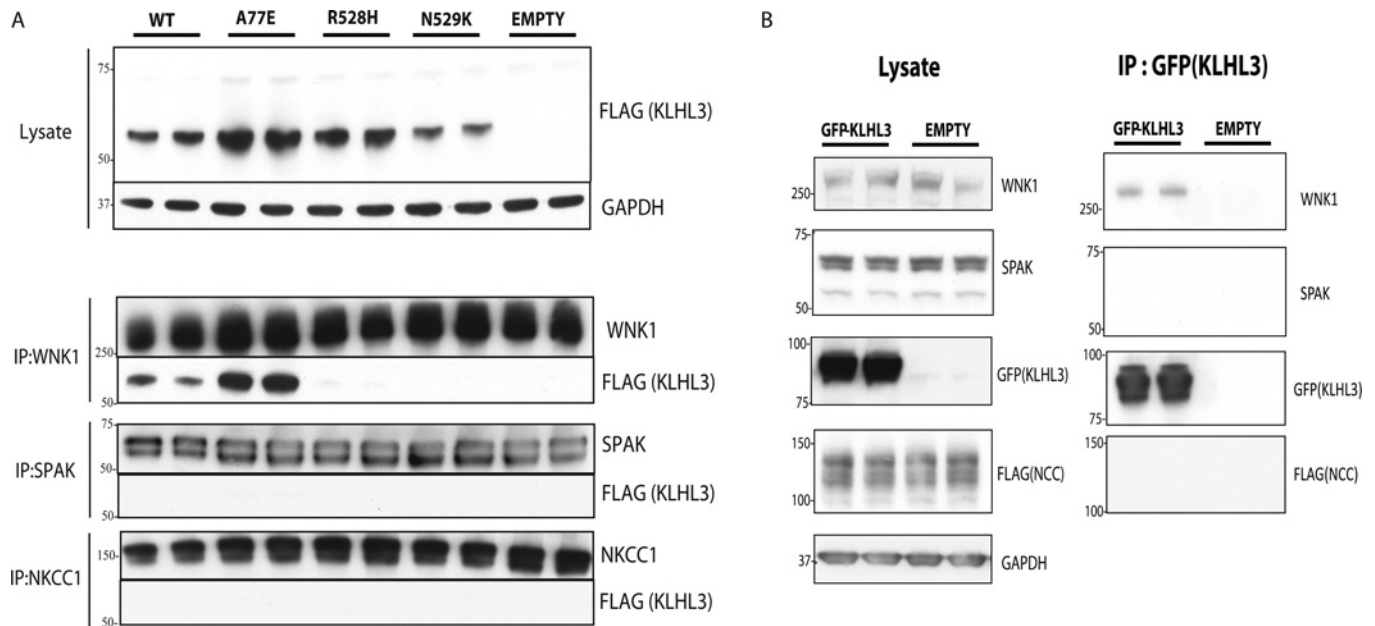 A
WT A77E R528H N529K EMPTY
Lysate
75-
50-
FLAG (KLHL3)
37-
GAPDH
IP:WNK1
250-
WNK1
50-
FLAG (KLHL3)
IP:SPAK
75-
50-
SPAK
50-
FLAG (KLHL3)
IP:NKCC1
150-
NKCC1
50-
FLAG (KLHL3)
B
Lysate
GFP-KLHL3 EMPTY
250-
WNK1
75-
50-
SPAK
100-
75-
GFP(KLHL3)
150-
100-
FLAG(NCC)
37-
GAPDH
IP : GFP(KLHL3)
GFP-KLHL3 EMPTY
250-
WNK1
75-
50-
SPAK
100-
75-
GFP(KLHL3)
150-
100-
FLAG(NCC)